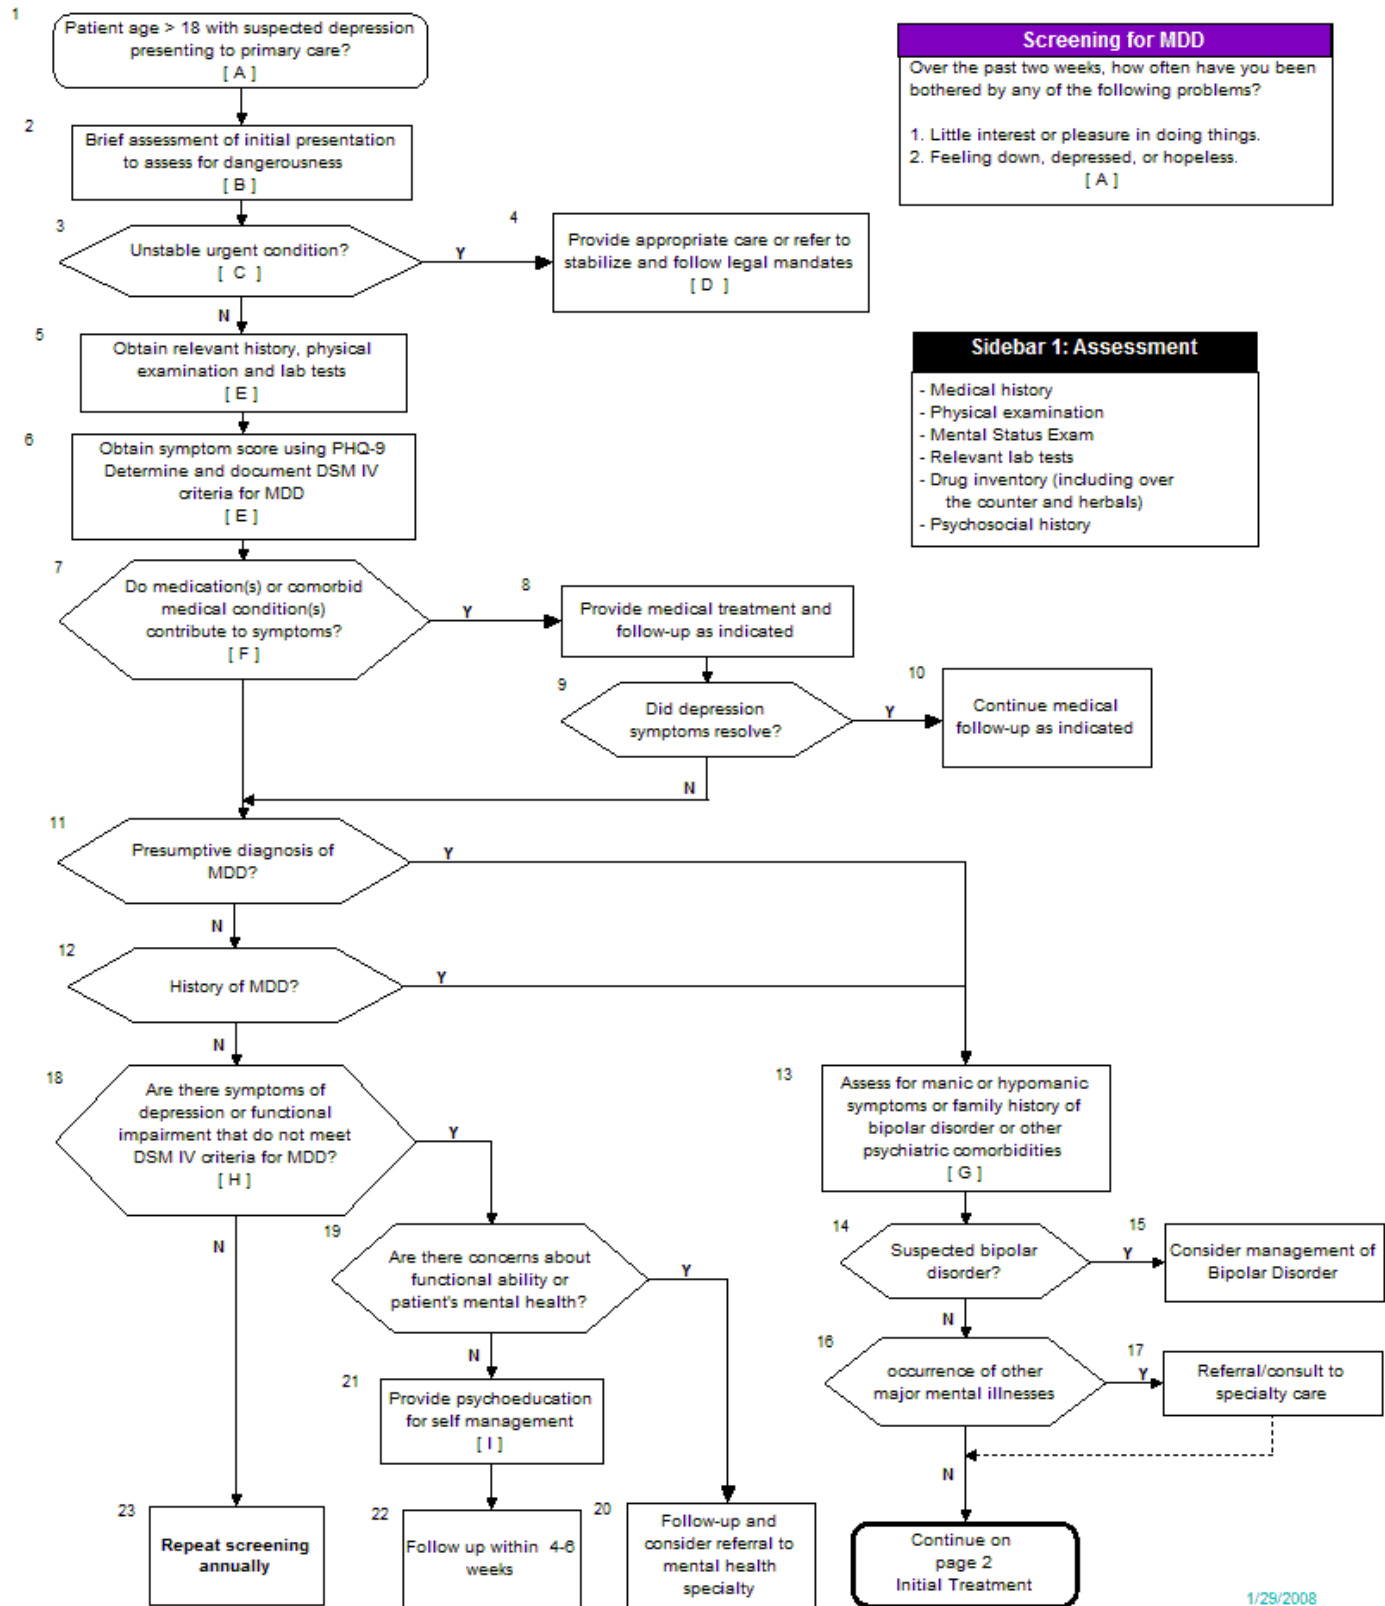 1
Patient age > 18 with suspected depression
presenting to primary care?
[ A ]
Screening for MDD
Over the past two weeks, how often have you been
bothered by any of the following problems?
1. Little interest or pleasure in doing things.
2. Feeling down, depressed, or hopeless.
[ A ]
2
Brief assessment of initial presentation
to assess for dangerousness
[ B ]
3
Unstable urgent condition?
[ C ]
Y
N
4
Provide appropriate care or refer to
stabilize and follow legal mandates
[ D ]
5
Obtain relevant history, physical
examination and lab tests
[ E ]
Sidebar 1: Assessment
- Medical history
- Physical examination
- Mental Status Exam
- Relevant lab tests
- Drug inventory (including over
the counter and herbals)
- Psychosocial history
6
Obtain symptom score using PHQ-9
Determine and document DSM IV
criteria for MDD
[ E ]
7
Do medication(s) or comorbid
medical condition(s)
contribute to symptoms?
[ F ]
Y
8
Provide medical treatment and
follow-up as indicated
9
Did depression
symptoms resolve?
Y
N
10
Continue medical
follow-up as indicated
11
Presumptive diagnosis of
MDD?
Y
N
12
History of MDD?
Y
N
18
Are there symptoms of
depression or functional
impairment that do not meet
DSM IV criteria for MDD?
[ H ]
Y
N
13
Assess for manic or hypomanic
symptoms or family history of
bipolar disorder or other
psychiatric comorbidities
[ G ]
19
Are there concerns about
functional ability or
patient's mental health?
Y
N
14
Suspected bipolar
disorder?
Y
N
15
Consider management of
Bipolar Disorder
16
occurrence of other
major mental illnesses
Y
N
17
Referral/consult to
specialty care
21
Provide psychoeducation
for self management
[ I ]
23
Repeat screening
annually
22
Follow up within 4-6
weeks
20
Follow-up and
consider referral to
mental health
specialty
Continue on
page 2
Initial Treatment
1/29/2008